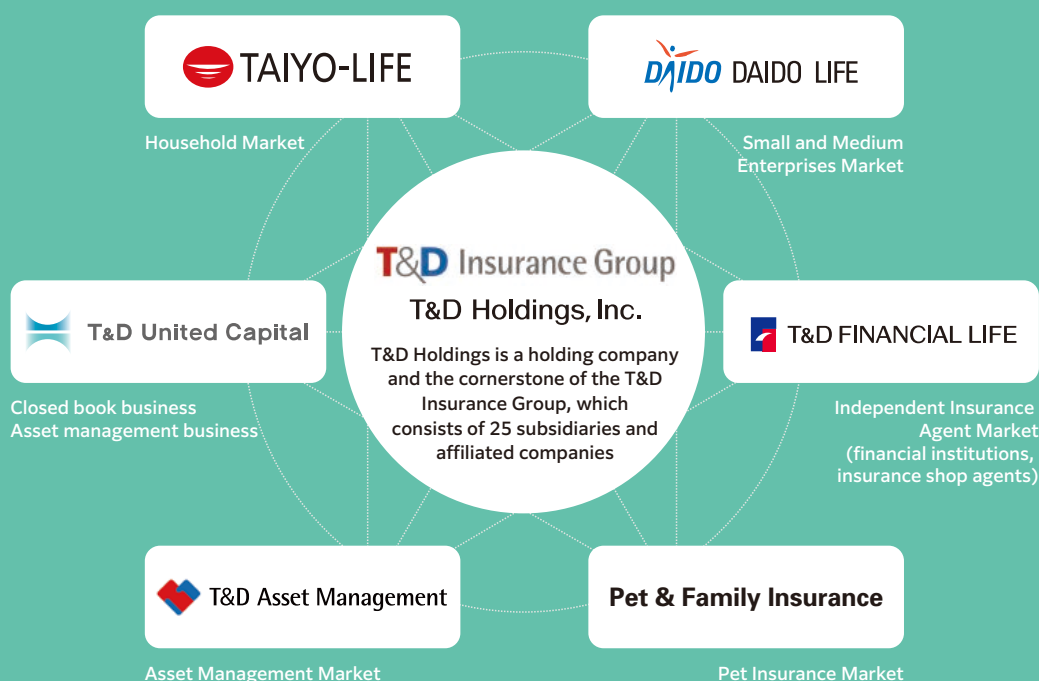 TAIYO-LIFE
Household Market
DAIDO DAIDO LIFE
Small and Medium
Enterprises Market
T&D Insurance Group
T&D Holdings, Inc.
T&D Holdings is a holding company
and the cornerstone of the T&D
Insurance Group, which
consists of 25 subsidiaries and
affiliated companies
T&D United Capital
Closed book business
Asset management business
T&D FINANCIAL LIFE
Independent Insurance
Agent Market
(financial institutions,
insurance shop agents)
T&D Asset Management
Asset Management Market
Pet & Family Insurance
Pet Insurance Market